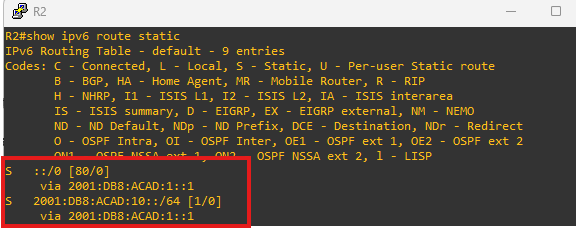 R2
R2#show ipv6 route static
IPv6 Routing Table - default - 9 entries
Codes: C - Connected, L - Local, S - Static, U - Per-user Static route
B - BGP, HA - Home Agent, MR - Mobile Router, R - RIP
H - NHRP, I1 - ISIS L1, I2 - ISIS L2, IA - ISIS interarea
IS - ISIS summary, D - EIGRP, EX - EIGRP external, NM - NEMO
ND - ND Default, NDp - ND Prefix, DCE - Destination, NDr - Redirect
O - OSPF Intra, OI - OSPF Inter, OE1 - OSPF ext 1, OE2 - OSPF ext 2
ON1 - OSPF NSSA ext 1, ON2 - OSPF NSSA ext 2, l - LISP
S ::/0 [80/0]
via 2001:DB8:ACAD:1::1
S 2001:DB8:ACAD:10::/64 [1/0]
via 2001:DB8:ACAD:1::1